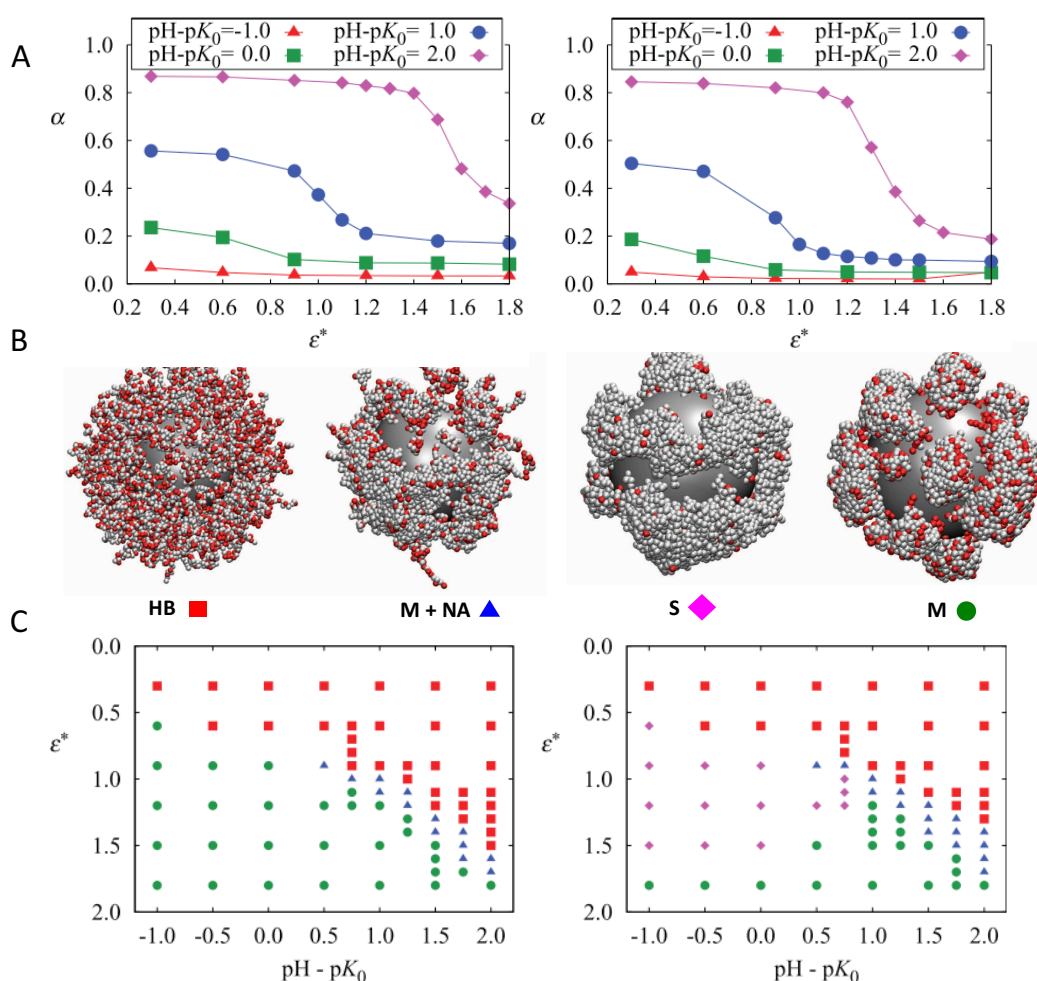 A
pH-pK0=-1.0 pH-pK0= 1.0
pH-pK0= 0.0 pH-pK0= 2.0
1.0
0.8
α
0.6
0.4
0.2
0.0
0.2 0.4 0.6 0.8 1.0 1.2 1.4 1.6 1.8
ε*
pH-pK0=-1.0 pH-pK0= 1.0
pH-pK0= 0.0 pH-pK0= 2.0
1.0
0.8
α
0.6
0.4
0.2
0.0
0.2 0.4 0.6 0.8 1.0 1.2 1.4 1.6 1.8
ε*
B
HB
M + NA
S
M
C
0.0
0.5
ε*
1.0
1.5
2.0
-1.0 -0.5 0.0 0.5 1.0 1.5 2.0
pH - pK0
0.0
0.5
ε*
1.0
1.5
2.0
-1.0 -0.5 0.0 0.5 1.0 1.5 2.0
pH - pK0